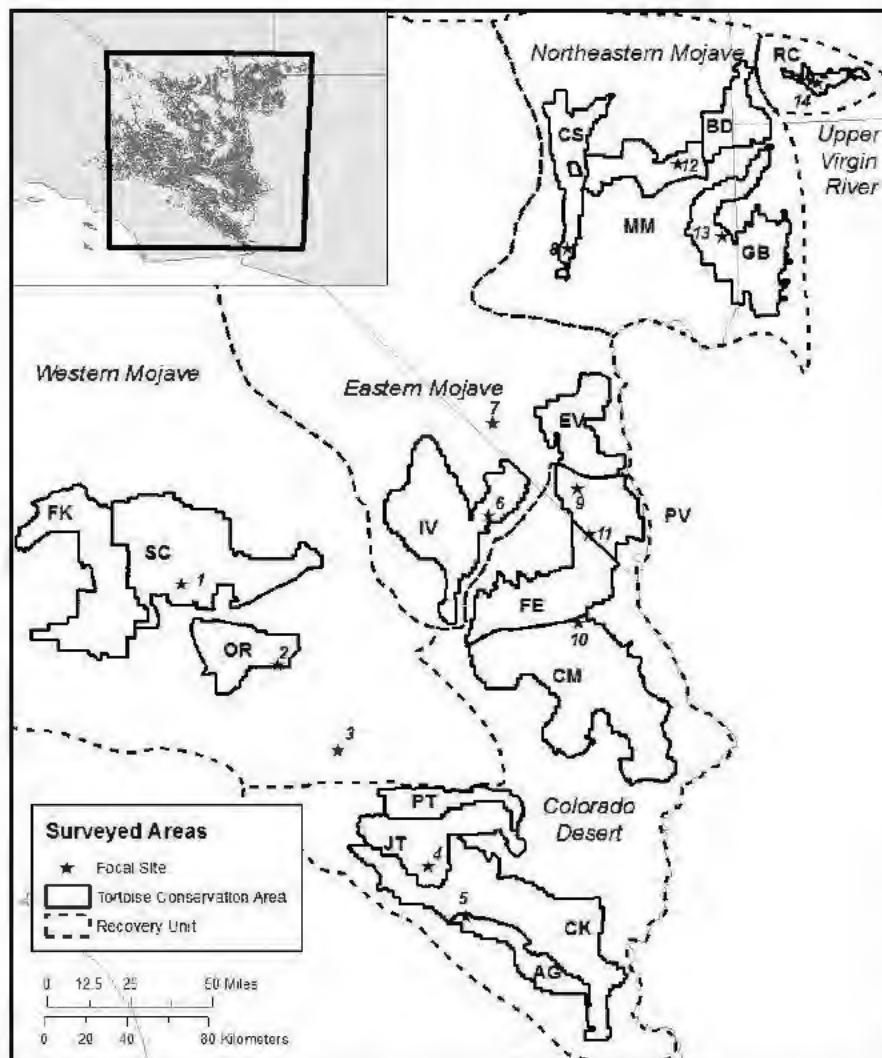 Northeastern Mojave
RC
14
CS
BD
Upper
Virgin
River
12
MM
13
GB
8
Western Mojave
Eastern Mojave
7
EV
FK
IV
6
9
PV
SC
11
1
FE
10
OR
2
CM
3
PT
Colorado
Desert
JT
4
5
CK
AG
Surveyed Areas
Focal Site
Tortoise Conservation Area
Recovery Unit
0 12.5 25 50 Miles
0 20 40 80 Kilometers